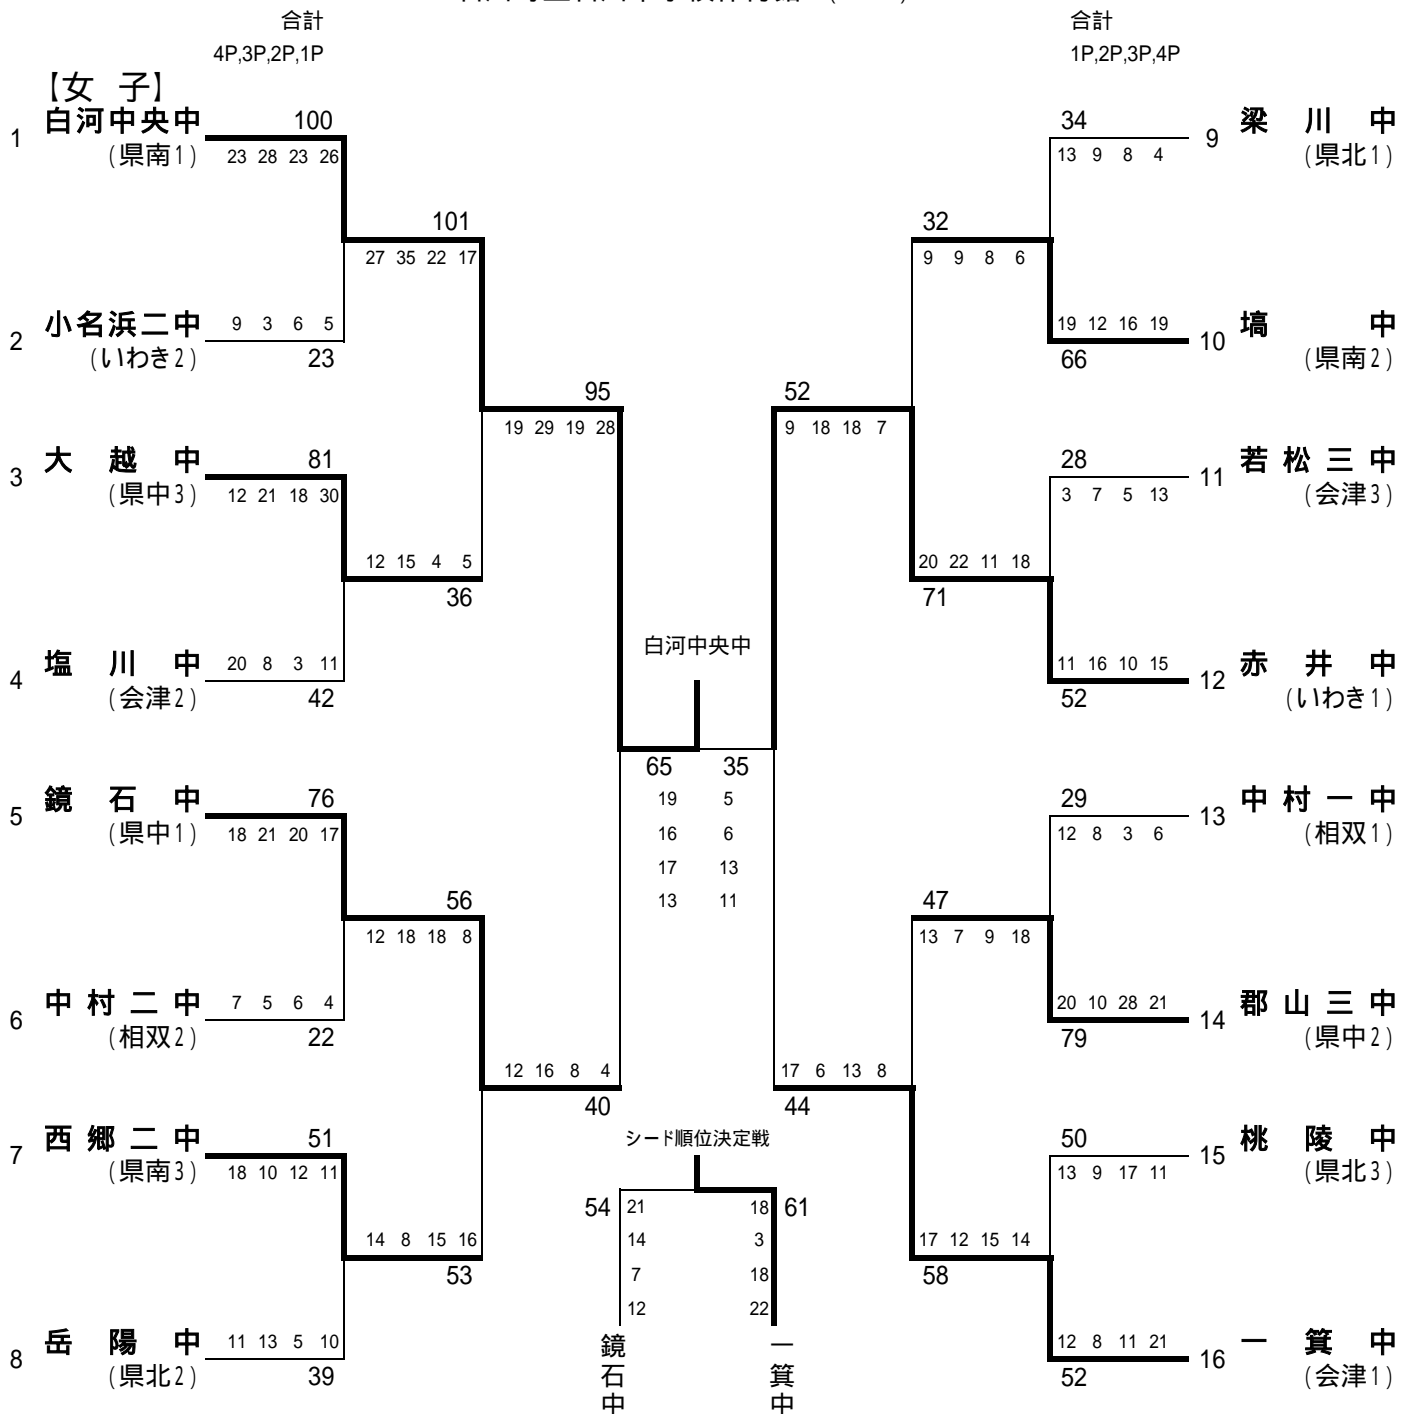 合計
4P,3P,2P,1P
合計
1P,2P,3P,4P
【女 子】
1 白河中央中 100
(県南1) 23 28 23 26
101
27 35 22 17
2 小名浜二中 9 3 6 5
(いわき2) 23
95
19 29 19 28
3 大越中 81
(県中3) 12 21 18 30
12 15 4 5
36
4 塩川中 20 8 3 11
(会津2) 42
5 鏡石中 76
(県中1) 18 21 20 17
56
12 18 18 8
6 中村二中 7 5 6 4
(相双2) 22
12 16 8 4
40
7 西郷二中 51
(県南3) 18 10 12 11
14 8 15 16
53
8 岳陽中 11 13 5 10
(県北2) 39
白河中央中
65 35
19 5
16 6
17 13
13 11
シード順位決定戦
54 21 18 61
14 3
7 18
12 22
鏡石中
一箕中
34 9 梁川中
13 9 8 4 (県北1)
32
9 9 8 6
19 12 16 19 10 塙中
66 (県南2)
52
9 18 18 7
28 11 若松三中
3 7 5 13 (会津3)
20 22 11 18
71
11 16 10 15 12 赤井中
52 (いわき1)
29 13 中村一中
12 8 3 6 (相双1)
47
13 7 9 18
20 10 28 21 14 郡山三中
79 (県中2)
17 6 13 8
44
50 15 桃陵中
13 9 17 11 (県北3)
17 12 15 14
58
12 8 11 21 16 一箕中
52 (会津1)